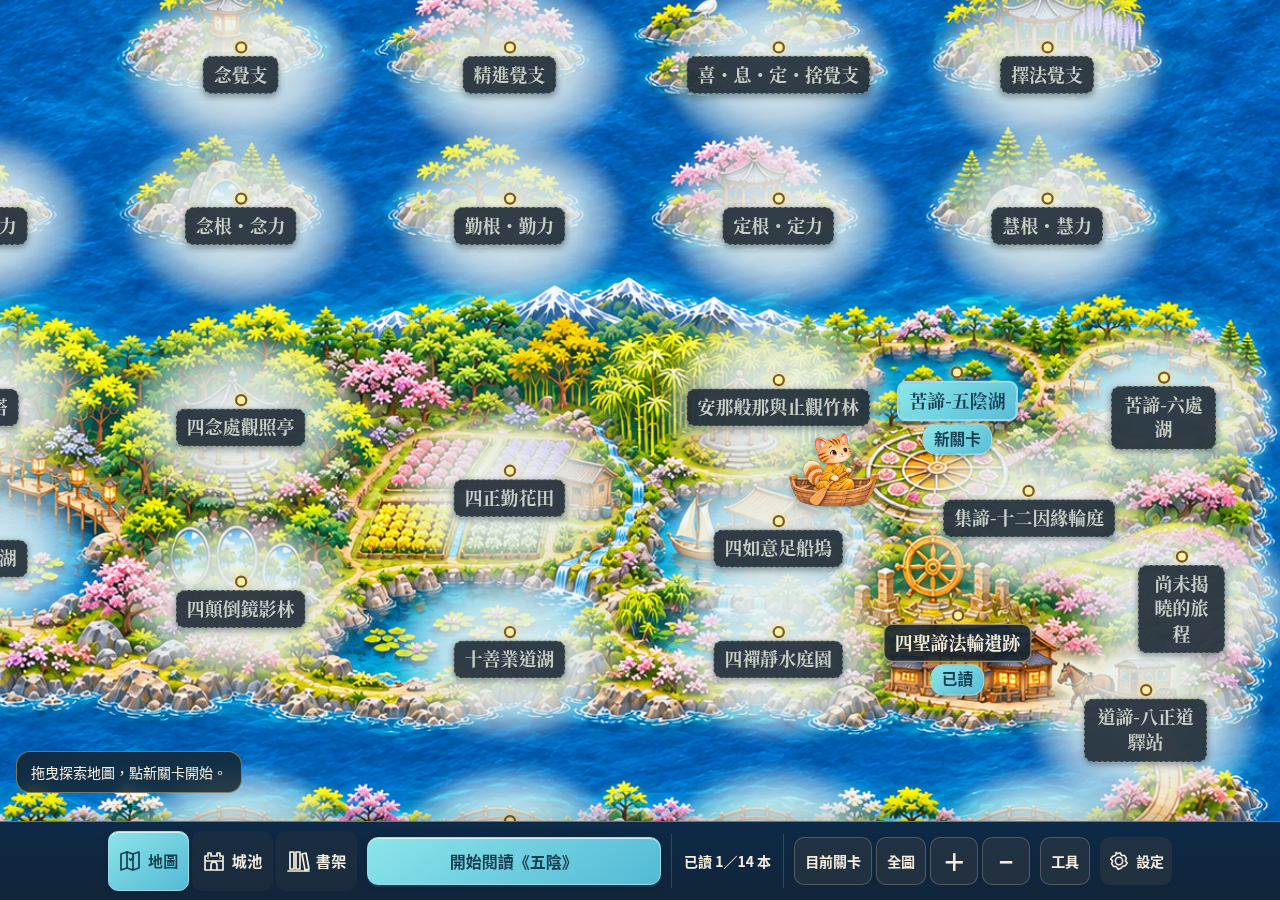 念覺支
精進覺支
喜・息・定・捨覺支
擇法覺支
力
念根・念力
勤根・勤力
定根・定力
慧根・慧力
四念處觀照亭
安那般那與止觀竹林
苦諦-五陰湖
新關卡
苦諦-六處
湖
四正勤花田
集諦-十二因緣輪庭
四如意足船塢
湖
四顛倒鏡影林
尚未揭
曉的旅
程
十善業道湖
四禪靜水庭園
四聖諦法輪遺跡
已讀
道諦-八正道
驛站
拖曳探索地圖，點新關卡開始。
地圖
城池
書架
開始閱讀《五陰》
已讀 1／14 本
目前關卡
全圖
＋
−
工具
設定